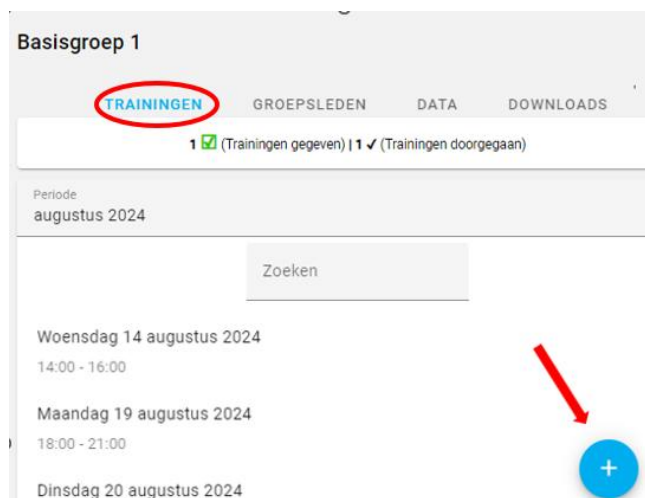 Basisgroep 1
TRAININGEN GROEPSLEDEN DATA DOWNLOADS
1 ☑ (Trainingen gegeven) | 1 ✓ (Trainingen doorgegaan)
Periode
augustus 2024
Zoeken
Woensdag 14 augustus 2024
14:00 - 16:00
Maandag 19 augustus 2024
18:00 - 21:00
Dinsdag 20 augustus 2024
+